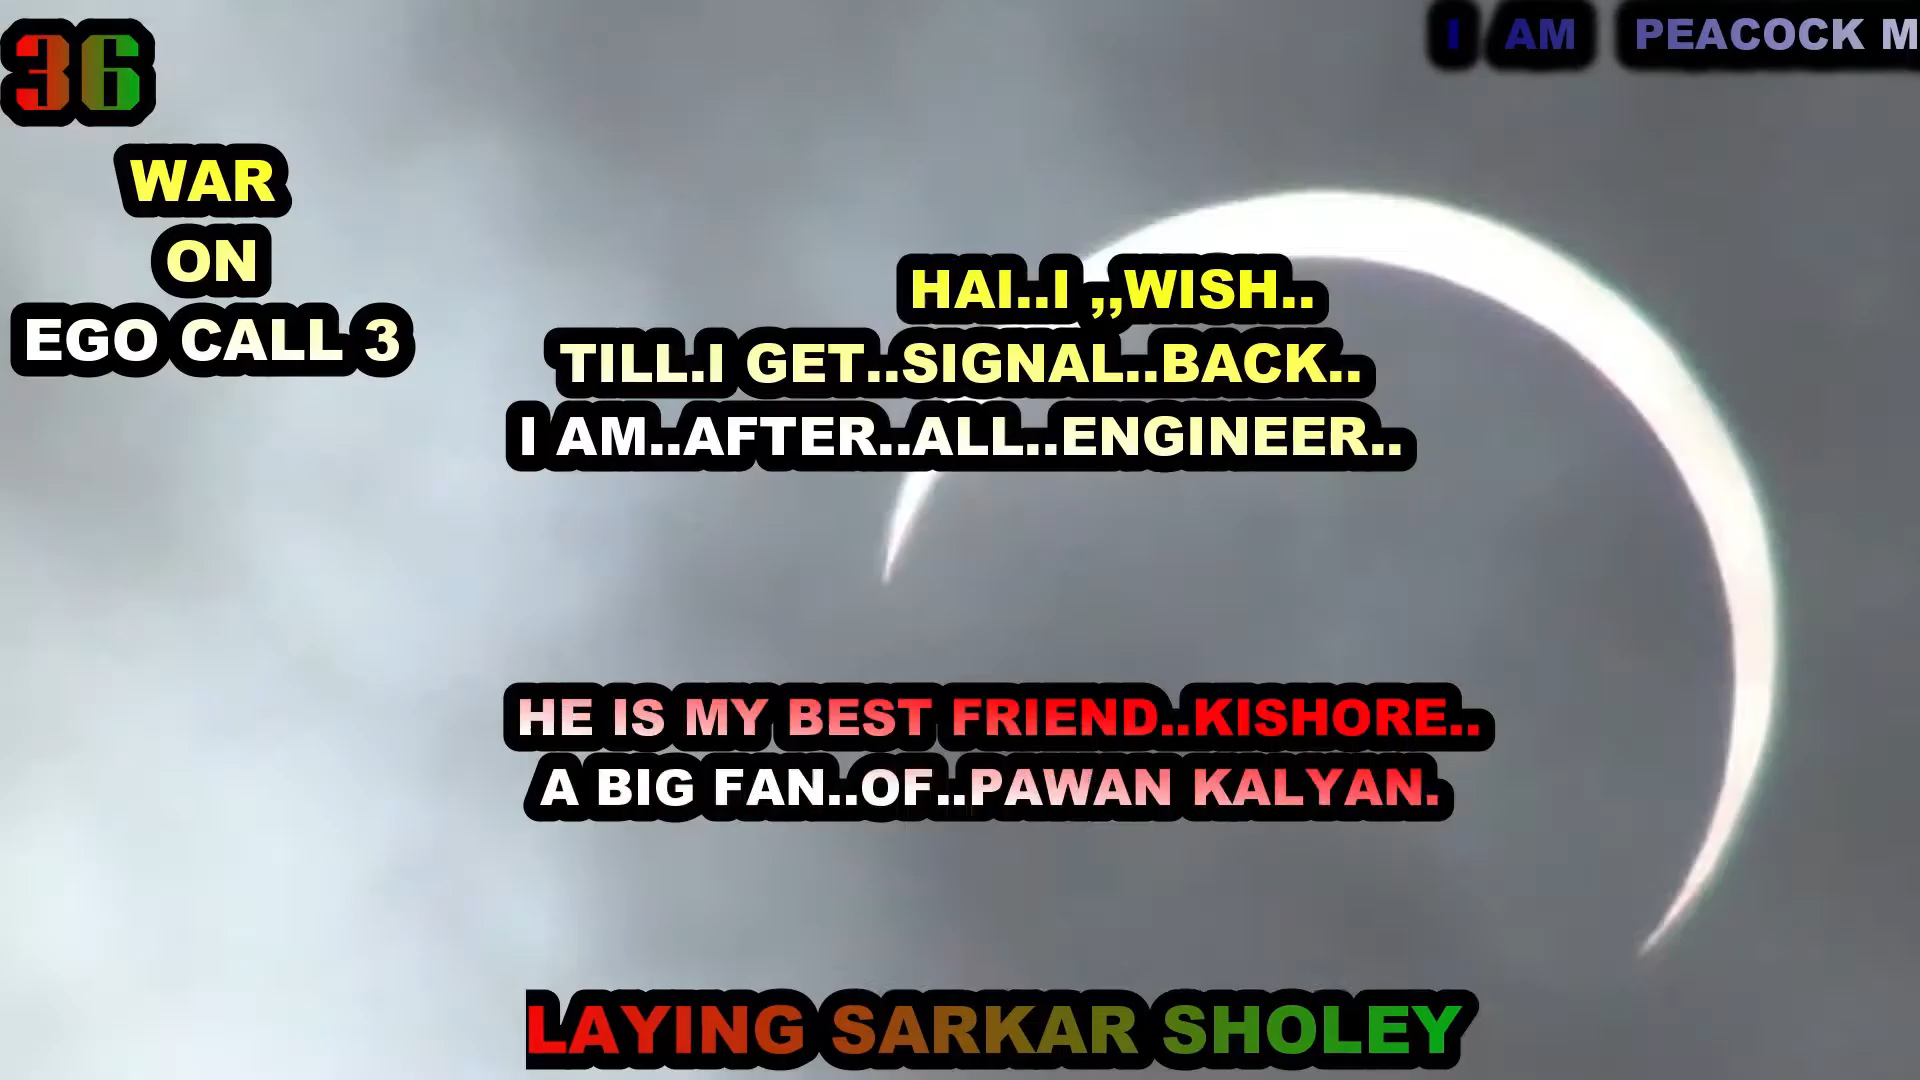 36
I AM PEACOCK M
WAR
ON
EGO CALL 3
HAI..I ,,WISH..
TILL.I GET..SIGNAL..BACK..
I AM..AFTER..ALL..ENGINEER..
HE IS MY BEST FRIEND..KISHORE..
A BIG FAN..OF..PAWAN KALYAN.
LAYING SARKAR SHOLEY